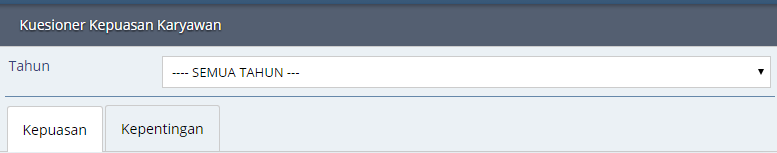 Kuesioner Kepuasan Karyawan
Tahun ---- SEMUA TAHUN ---
Kepuasan Kepentingan